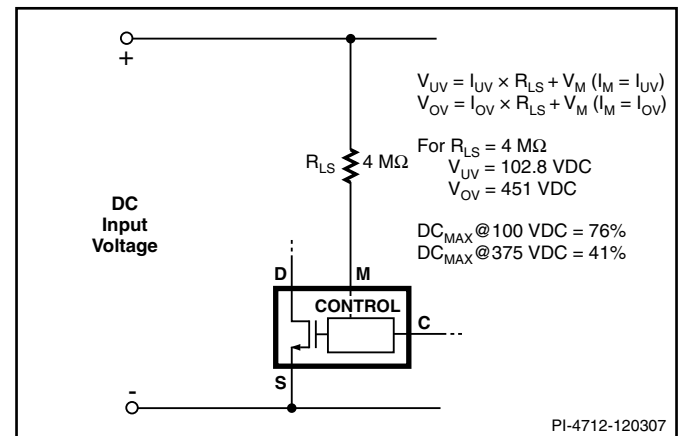 +
V_UV = I_UV × R_LS + V_M (I_M = I_UV)
V_OV = I_OV × R_LS + V_M (I_M = I_OV)
For R_LS = 4 MΩ
V_UV = 102.8 VDC
V_OV = 451 VDC
DC_MAX@100 VDC = 76%
DC_MAX@375 VDC = 41%
R_LS 4 MΩ
DC
Input
Voltage
D M
CONTROL
C
S
-
PI-4712-120307